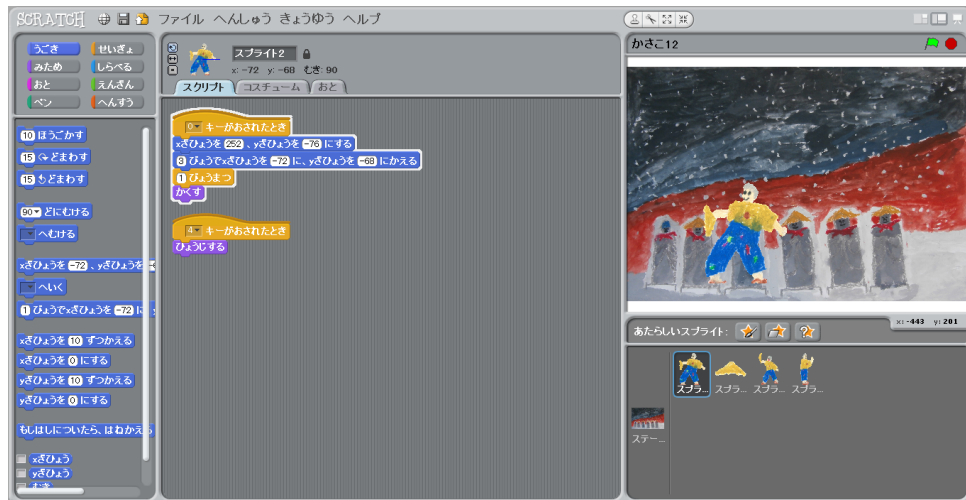 SCRATCH ファイル へんしゅう きょうゆう ヘルプ
うごき せいぎょ
みため しらべる
おと えんざん
ペン へんすう
スプライト2
x: -72 y: -68 むき: 90
スクリプト コスチューム おと
かさこ12
10 ほうごかす
15 どまわす
15 もどまわす
90 どにむける
へむける
xざひょうを -72 、yざひょうを
へいく
1 びょうでxざひょうを -72 に
xざひょうを 10 ずつかえる
xざひょうを 0 にする
yざひょうを 10 ずつかえる
yざひょうを 0 にする
もしはしについたら、はねかえ
xざひょう
yざひょう
むき
0 キーがおされたとき
xざひょうを 252 、yざひょうを -76 にする
3 びょうでxざひょうを -72 に、yざひょうを -68 にかえる
1 びょうまつ
かくす
4 キーがおされたとき
ひょうじする
x: -443 y: 201
あたらしいスプライト:
スプラ... スプラ... スプラ... スプラ...
ステー...